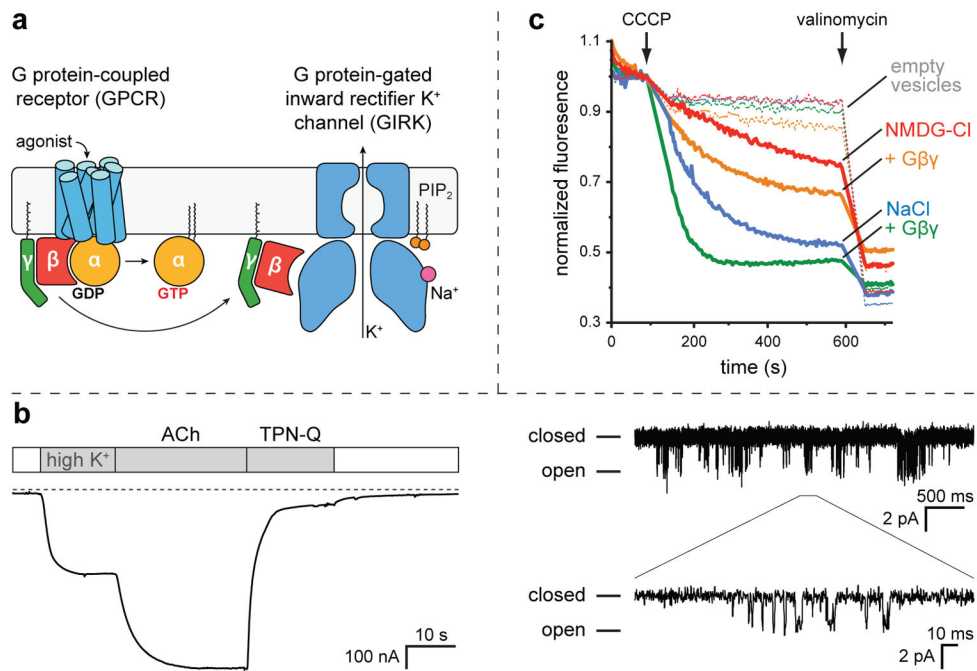 a
G protein-coupled
receptor (GPCR)
agonist
G protein-gated
inward rectifier K⁺
channel (GIRK)
PIP₂
γ
β
α
GDP
α
GTP
γ
β
Na⁺
K⁺
c
CCCP
valinomycin
1.1
0.9
0.7
0.5
0.3
normalized fluoresence
200
400
600
time (s)
empty
vesicles
NMDG-Cl
+ Gβγ
NaCl
+ Gβγ
b
high K⁺
ACh
TPN-Q
10 s
100 nA
closed
open
500 ms
2 pA
closed
open
10 ms
2 pA